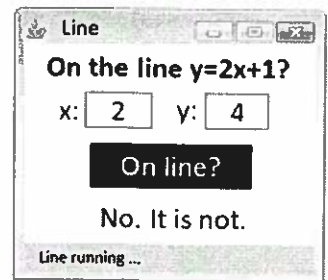 Line
On the line y=2x+1?
x: 2 y: 4
On line?
No. It is not.
Line running ...